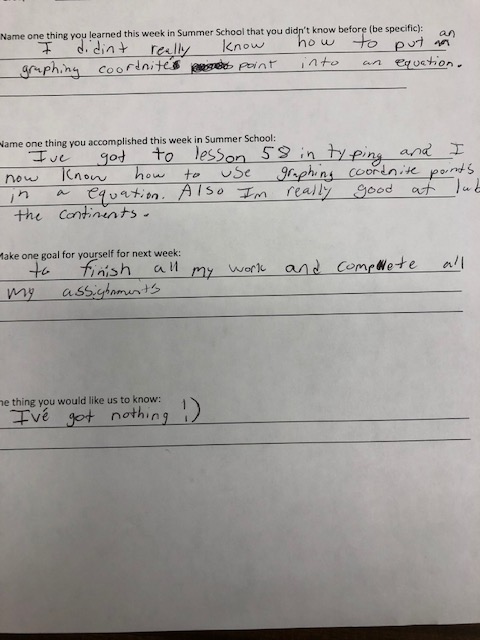 Name one thing you learned this week in Summer School that you didn't know before (be specific):
I didint really know how to put an
graphing coordnite's point into an equation.
Name one thing you accomplished this week in Summer School:
Ive got to lesson 58 in typing and I
now know how to use graphing coordnite points
in a equation. Also Im really good at lab
the continents.
Make one goal for yourself for next week:
to finish all my work and complete all
my assighnments
ne thing you would like us to know:
Ivé got nothing !)